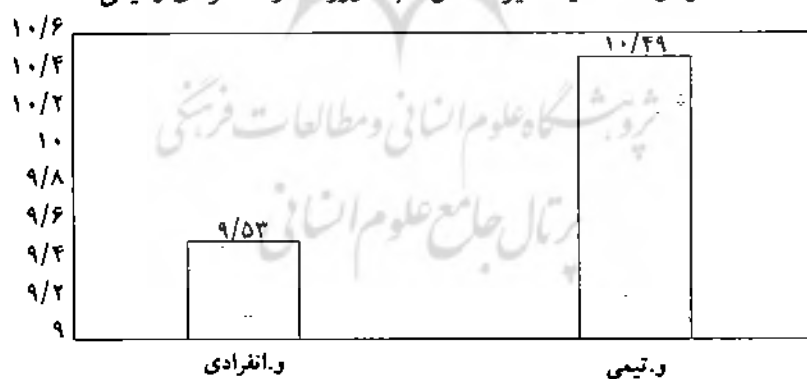 ۱۰/۶
۱۰/۴
۱۰/۲
۱۰
۹/۸
۹/۶
۹/۴
۹/۲
۹
۱۰/۴۹
۹/۵۳
پژوهشگاه علوم انسانی و مطالعات فرهنگی
پرتال جامع علوم انسانی
و.انفرادی
و.تیمی